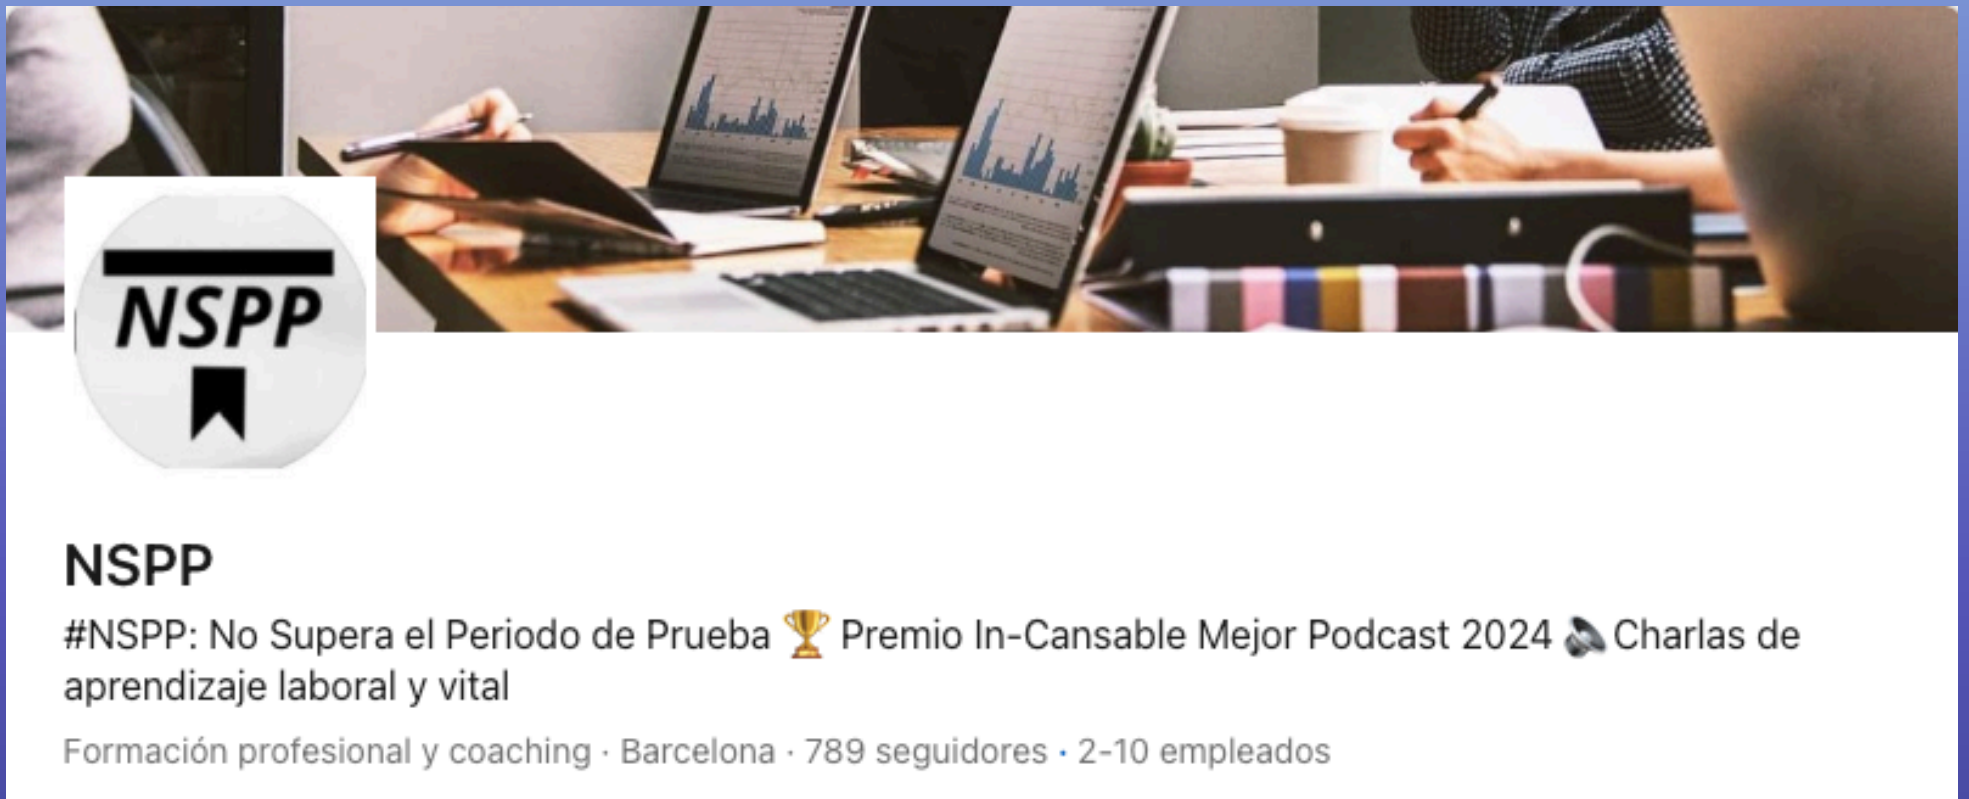 NSPP
NSPP
#NSPP: No Supera el Periodo de Prueba 🏆 Premio In-Cansable Mejor Podcast 2024 🔈 Charlas de
aprendizaje laboral y vital
Formación profesional y coaching · Barcelona · 789 seguidores · 2-10 empleados